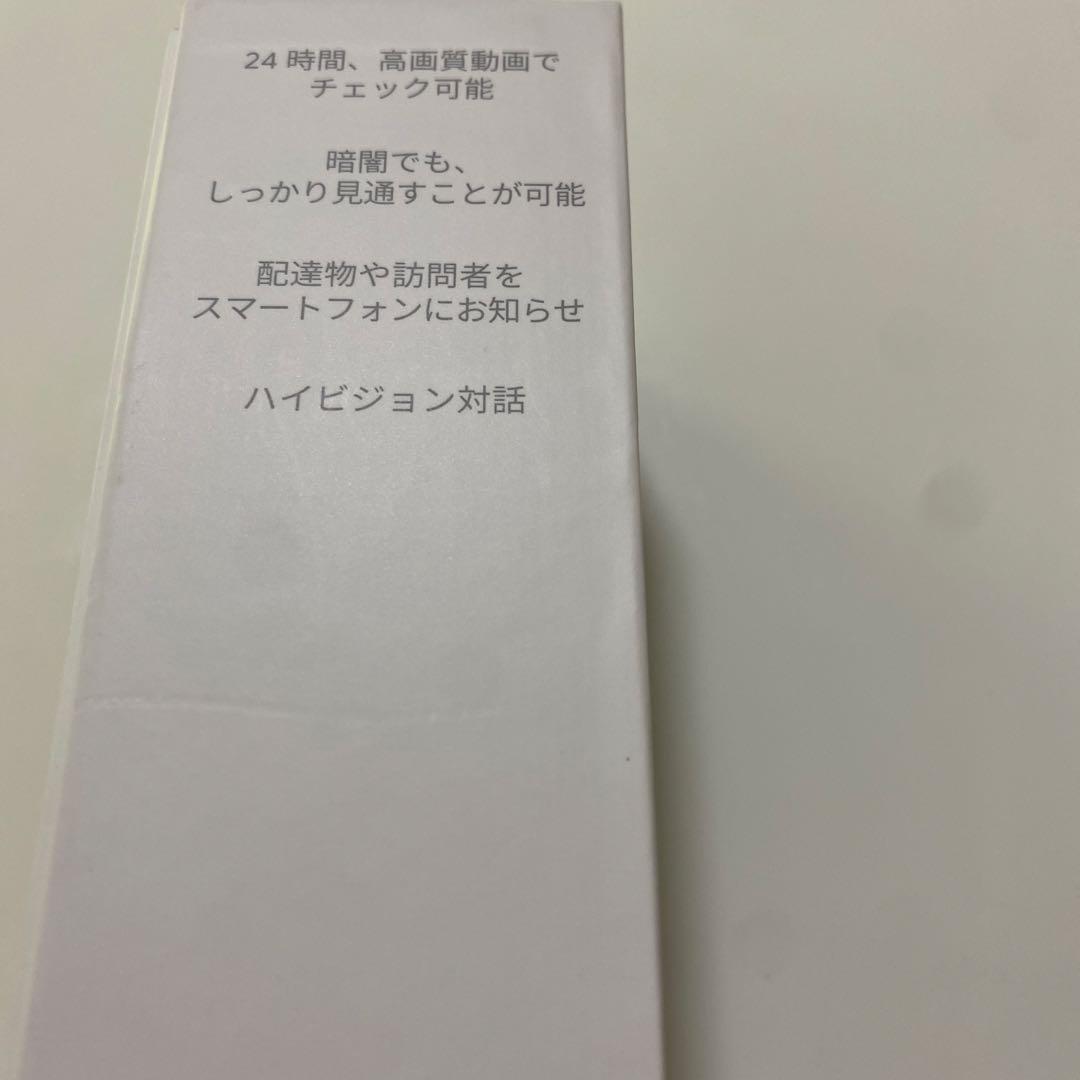 24 時間、高画質動画で
チェック可能
暗闇でも、
しっかり見通すことが可能
配達物や訪問者を
スマートフォンにお知らせ
ハイビジョン対話